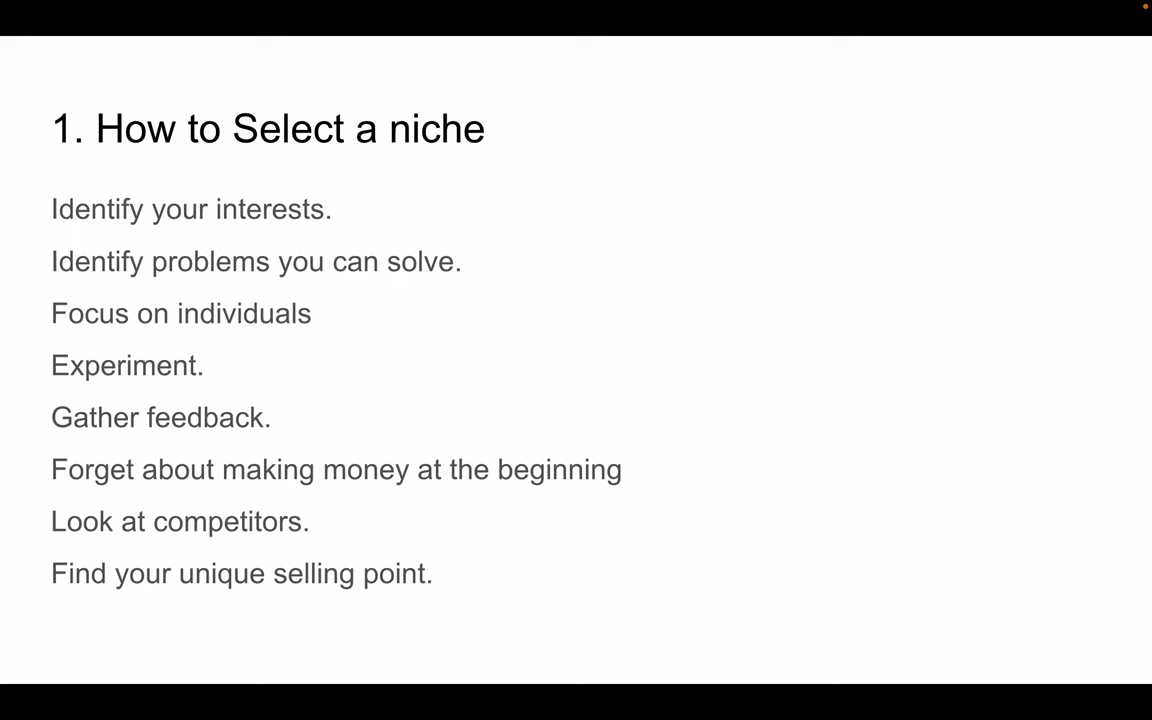 1. How to Select a niche
Identify your interests.
Identify problems you can solve.
Focus on individuals
Experiment.
Gather feedback.
Forget about making money at the beginning
Look at competitors.
Find your unique selling point.